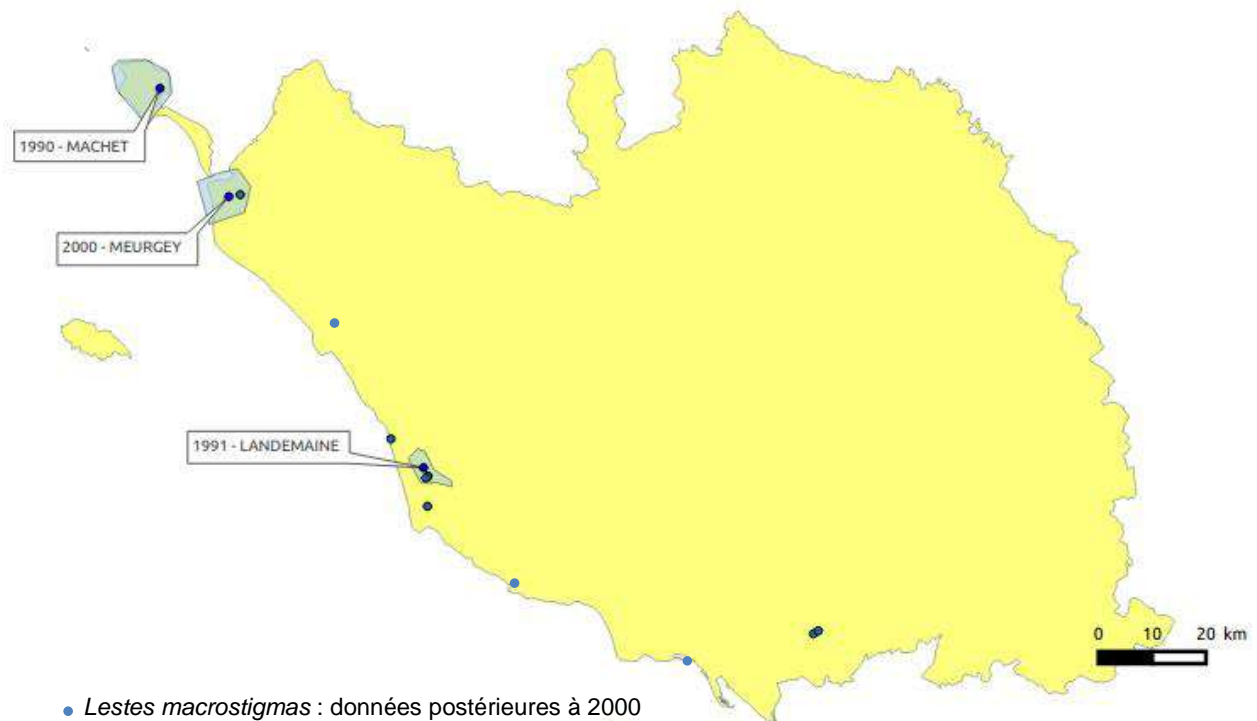 1990 - MACHET
2000 - MEURGEY
1991 - LANDEMAINE
0 10 20 km
Lestes macrostigmas : données postérieures à 2000